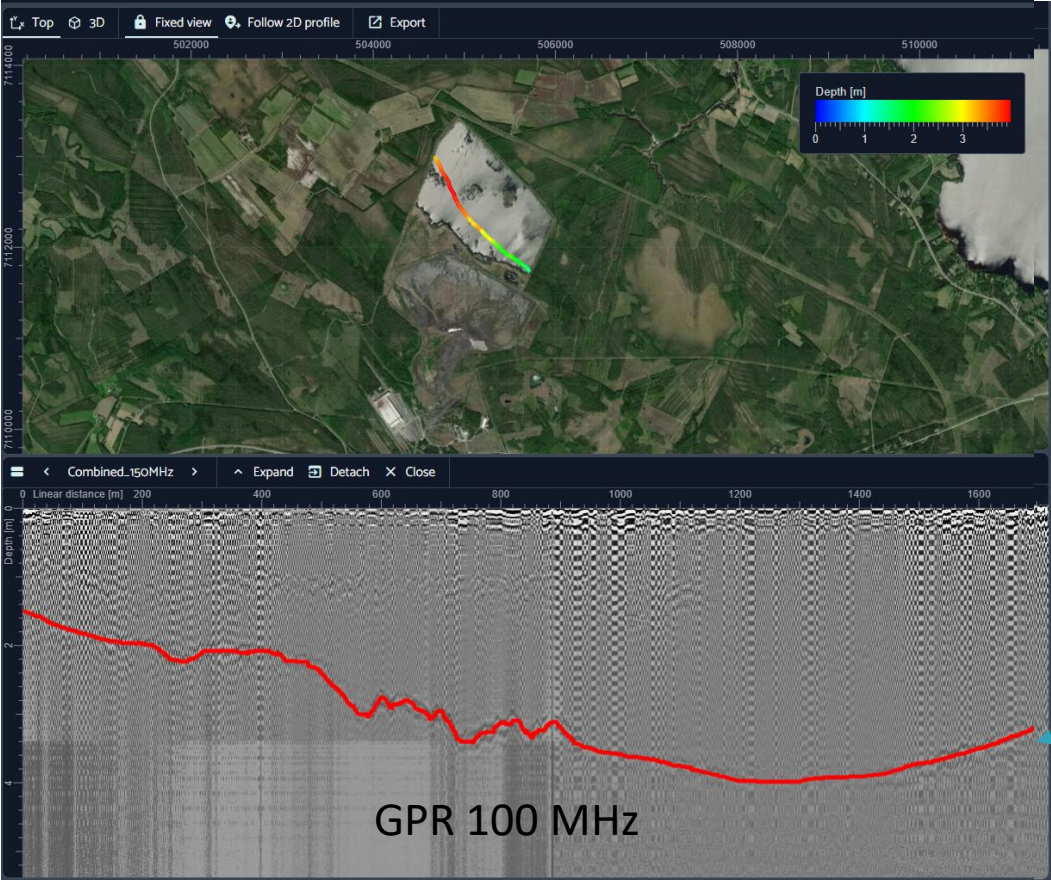 Top 3D Fixed view Follow 2D profile Export
502000 504000 506000 508000 510000
7114000
7112000
7110000
Depth [m]
0 1 2 3
Combined_150MHz Expand Detach Close
0 Linear distance [m] 200 400 600 800 1000 1200 1400 1600
Depth [m]
0
2
4
GPR 100 MHz